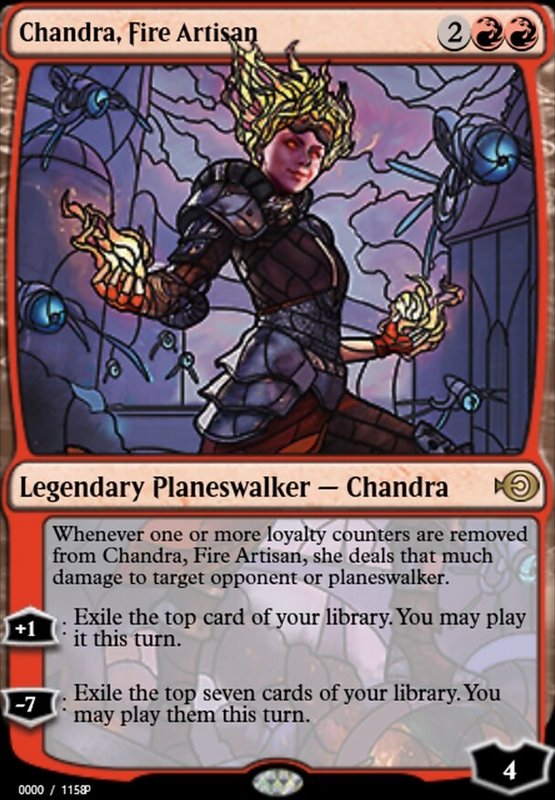 Chandra, Fire Artisan 2
Legendary Planeswalker — Chandra
Whenever one or more loyalty counters are removed
from Chandra, Fire Artisan, she deals that much
damage to target opponent or planeswalker.
+1 : Exile the top card of your library. You may play
it this turn.
-7 : Exile the top seven cards of your library. You
may play them this turn.
4
0000 / 1158P